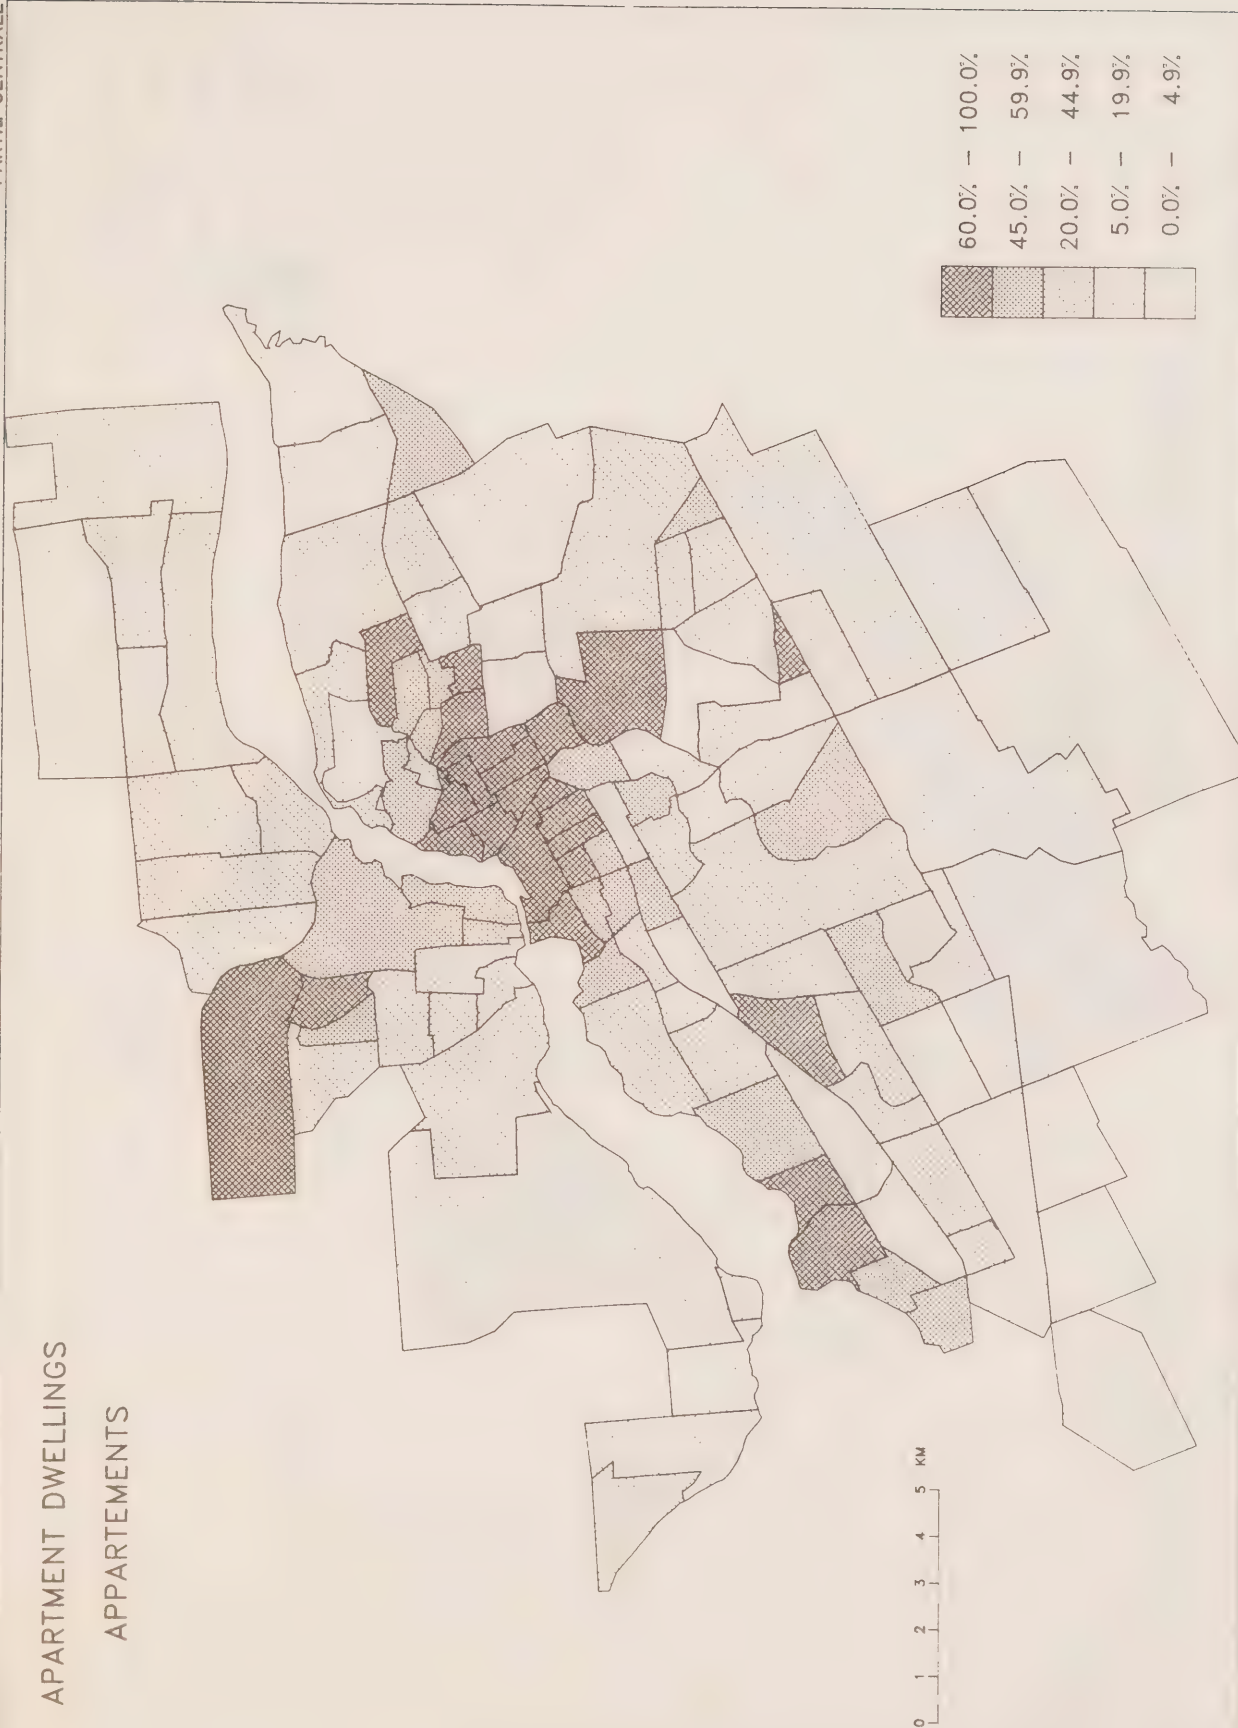 APARTMENT DWELLINGS
APPARTEMENTS
60.0% – 100.0%
45.0% – 59.9%
20.0% – 44.9%
5.0% – 19.9%
0.0% – 4.9%
0 1 2 3 4 5 KM